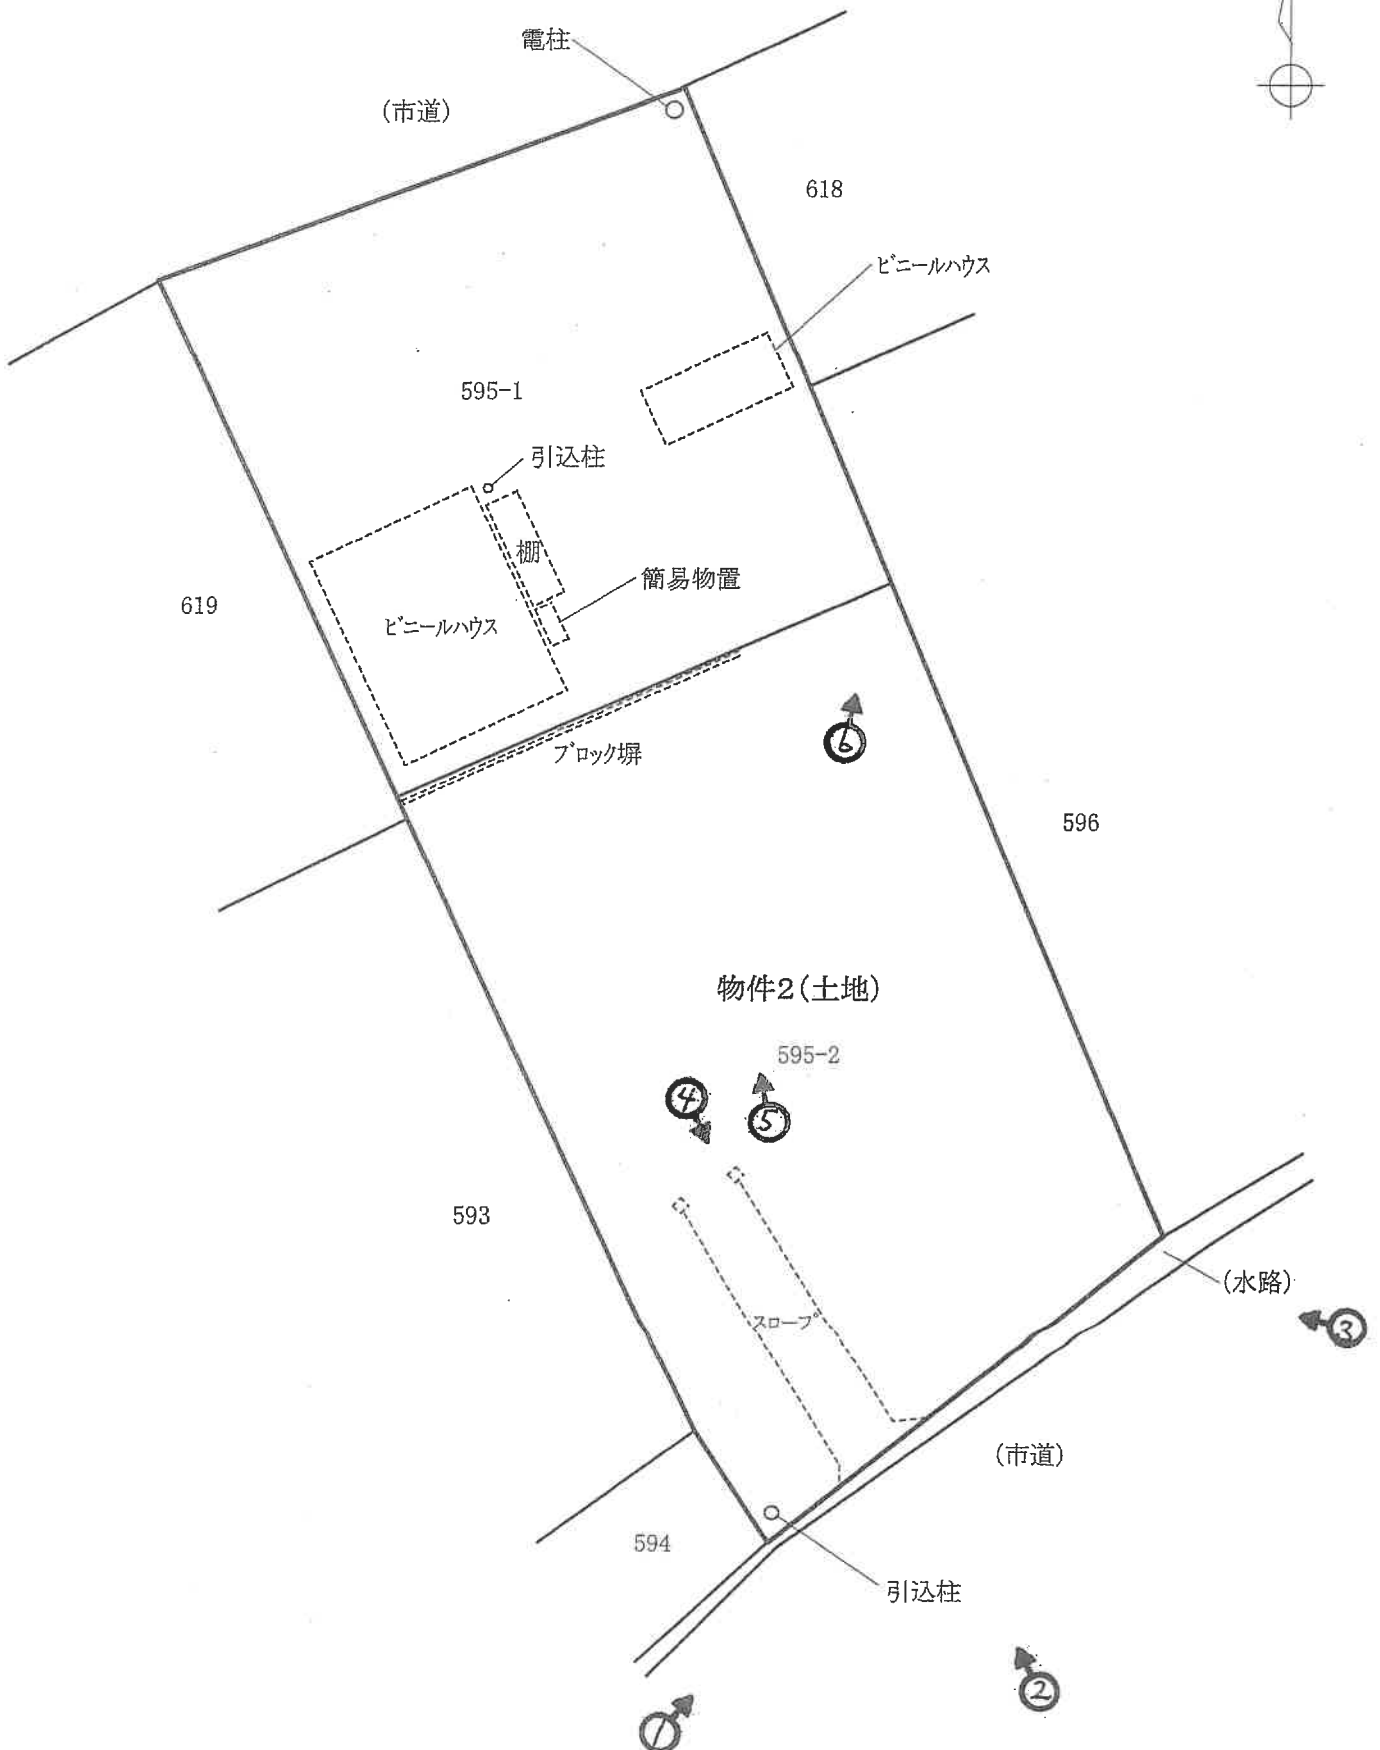 電柱
(市道)
618
ビニールハウス
595-1
引込柱
棚
簡易物置
619
ビニールハウス
ブロック塀
6
596
物件2(土地)
595-2
4
5
593
(水路)
スロープ
3
(市道)
594
引込柱
2
1